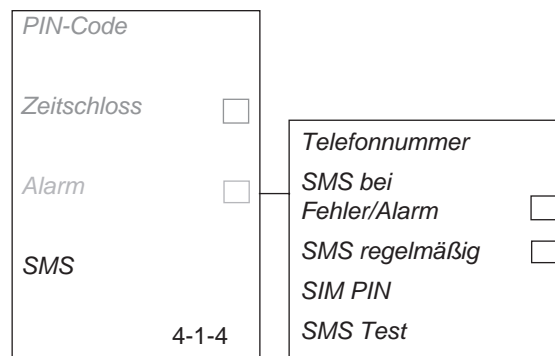 PIN-Code
Zeitschloss
Alarm
SMS
4-1-4
Telefonnummer
SMS bei
Fehler/Alarm
SMS regelmäßig
SIM PIN
SMS Test